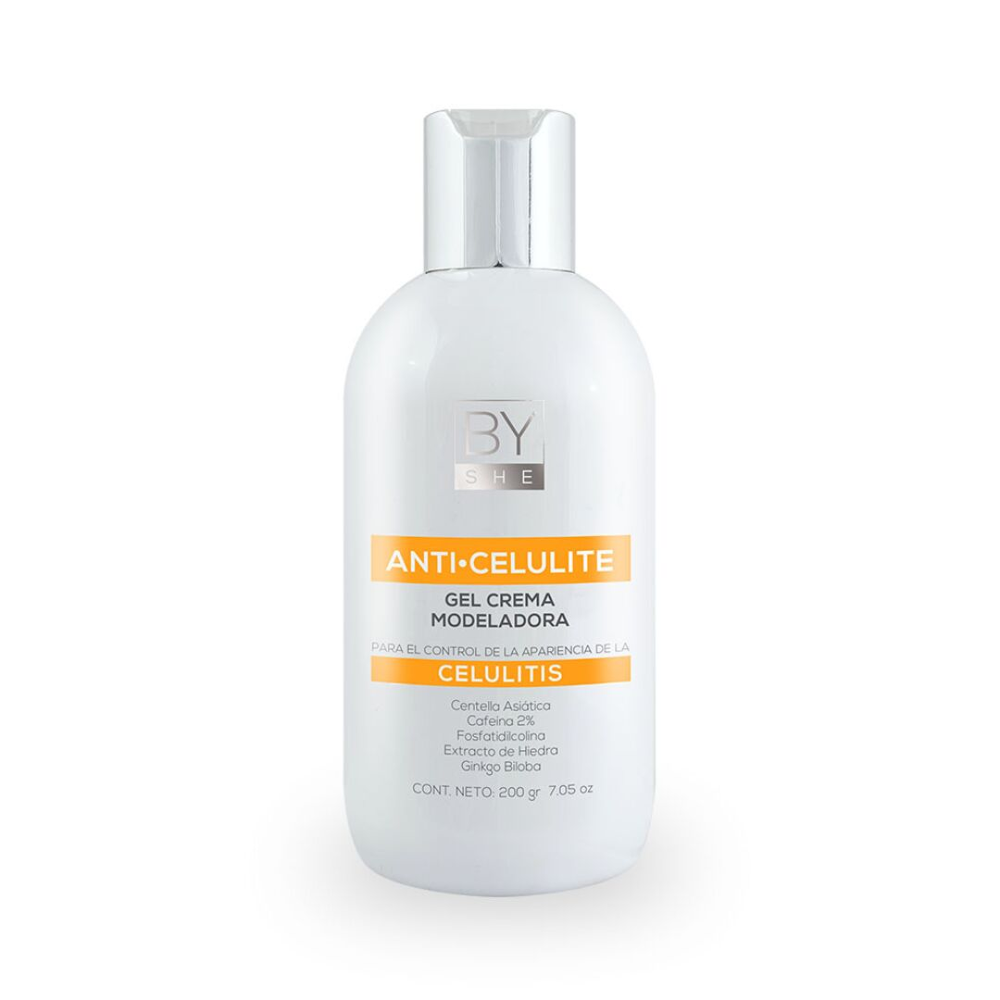 BY
SHE
ANTI•CELULITE
GEL CREMA
MODELADORA
PARA EL CONTROL DE LA APARIENCIA DE LA
CELULITIS
Centella Asiática
Cafeina 2%
Fosfatidilcolina
Extracto de Hiedra
Ginkgo Biloba
CONT. NETO: 200 gr 7.05 oz